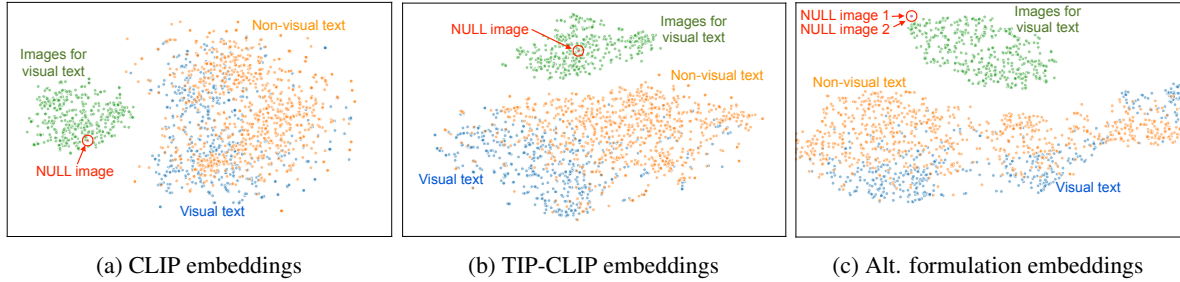 Non-visual text
Images for
visual text
NULL image
Visual text
(a) CLIP embeddings
NULL image
Images for
visual text
Non-visual text
Visual text
(b) TIP-CLIP embeddings
NULL image 1
NULL image 2
Images for
visual text
Non-visual text
Visual text
(c) Alt. formulation embeddings